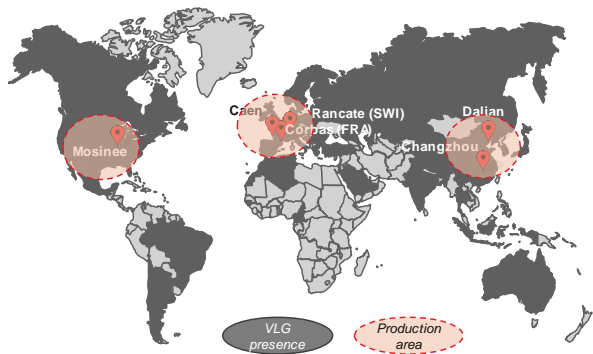 Caen
Rancate (SWI)
Corbas (FRA)
Dalian
Changzhou
Mosinee
VLG
presence
Production
area